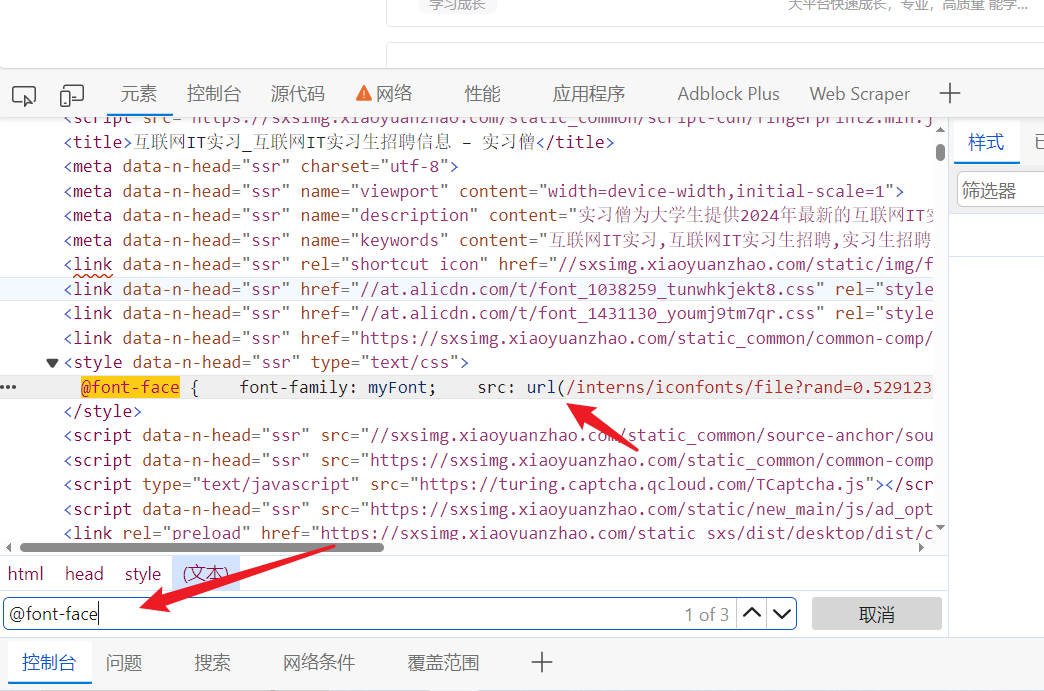 学习成长
大平台快速成长，专业，高质量 能学...
元素 控制台 源代码 网络 性能 应用程序 Adblock Plus Web Scraper
<script src="https://sxsimg.xiaoyuanzhao.com/static_common/script-cdn/fingerprint2.min.j
<title>互联网IT实习_互联网IT实习生招聘信息 – 实习僧</title>
<meta data-n-head="ssr" charset="utf-8">
<meta data-n-head="ssr" name="viewport" content="width=device-width,initial-scale=1">
<meta data-n-head="ssr" name="description" content="实习僧为大学生提供2024年最新的互联网IT实
<meta data-n-head="ssr" name="keywords" content="互联网IT实习,互联网IT实习生招聘,实习生招聘
<link data-n-head="ssr" rel="shortcut icon" href="//sxsimg.xiaoyuanzhao.com/static/img/f
<link data-n-head="ssr" href="//at.alicdn.com/t/font_1038259_tunwhkjekt8.css" rel="style
<link data-n-head="ssr" href="//at.alicdn.com/t/font_1431130_youmj9tm7qr.css" rel="style
<link data-n-head="ssr" href="https://sxsimg.xiaoyuanzhao.com/static_common/common-comp/
<style data-n-head="ssr" type="text/css">
@font-face { font-family: myFont; src: url(/interns/iconfonts/file?rand=0.529123
</style>
<script data-n-head="ssr" src="//sxsimg.xiaoyuanzhao.com/static_common/source-anchor/sou
<script data-n-head="ssr" src="https://sxsimg.xiaoyuanzhao.com/static_common/common-comp
<script type="text/javascript" src="https://turing.captcha.qcloud.com/TCaptcha.js"></scr
<script data-n-head="ssr" src="https://sxsimg.xiaoyuanzhao.com/static/new_main/js/ad_opt
<link rel="preload" href="https://sxsimg.xiaoyuanzhao.com/static_sxs/dist/desktop/dist/c
样式 已
筛选器
html head style (文本)
@font-face 1 of 3 取消
控制台 问题 搜索 网络条件 覆盖范围